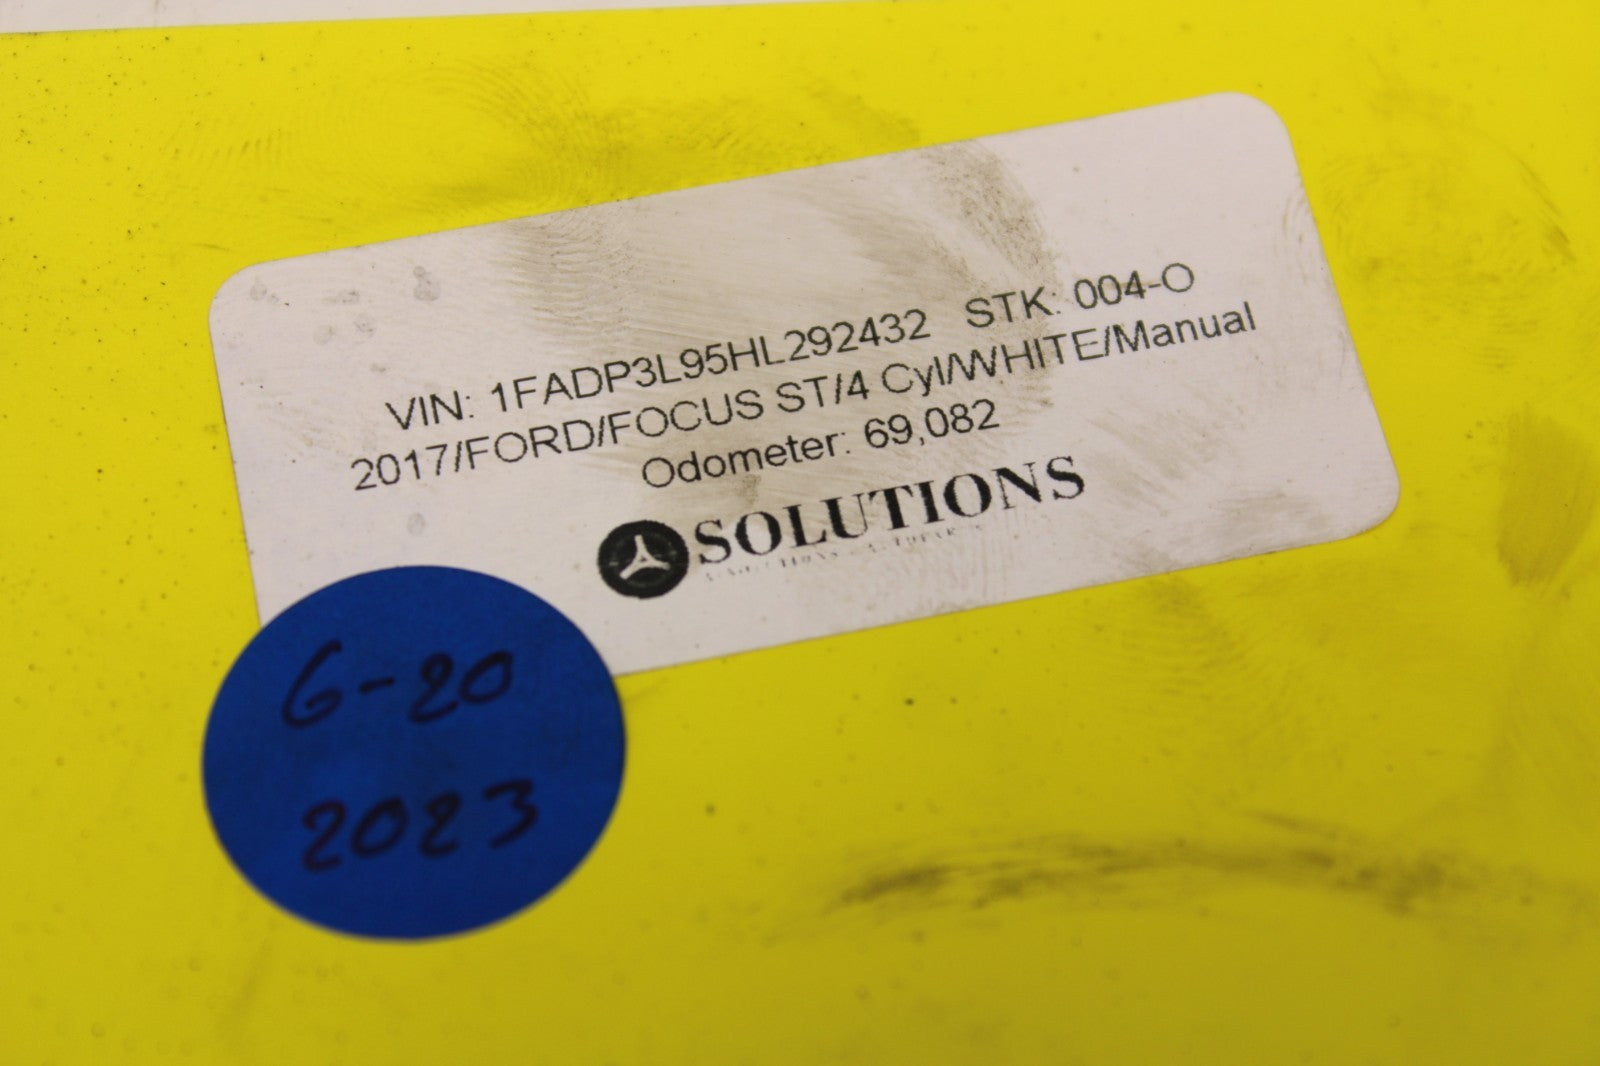 VIN: 1FADP3L95HL292432 STK: 004-O
2017/FORD/FOCUS ST/4 Cyl/WHITE/Manual
Odometer: 69,082
SOLUTIONS
6-20
2023